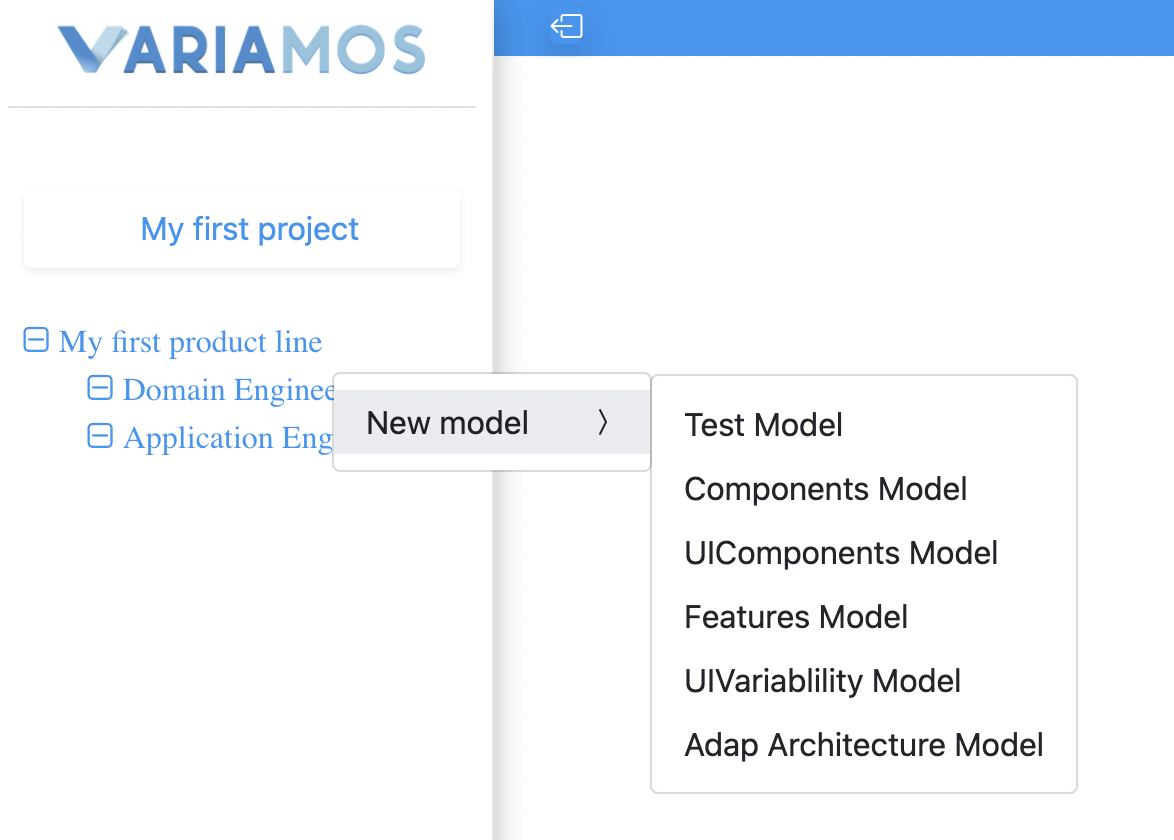 VARIAMOS
My first project
My first product line
Domain Enginee
Application Eng
New model
Test Model
Components Model
UIComponents Model
Features Model
UIVariablility Model
Adap Architecture Model